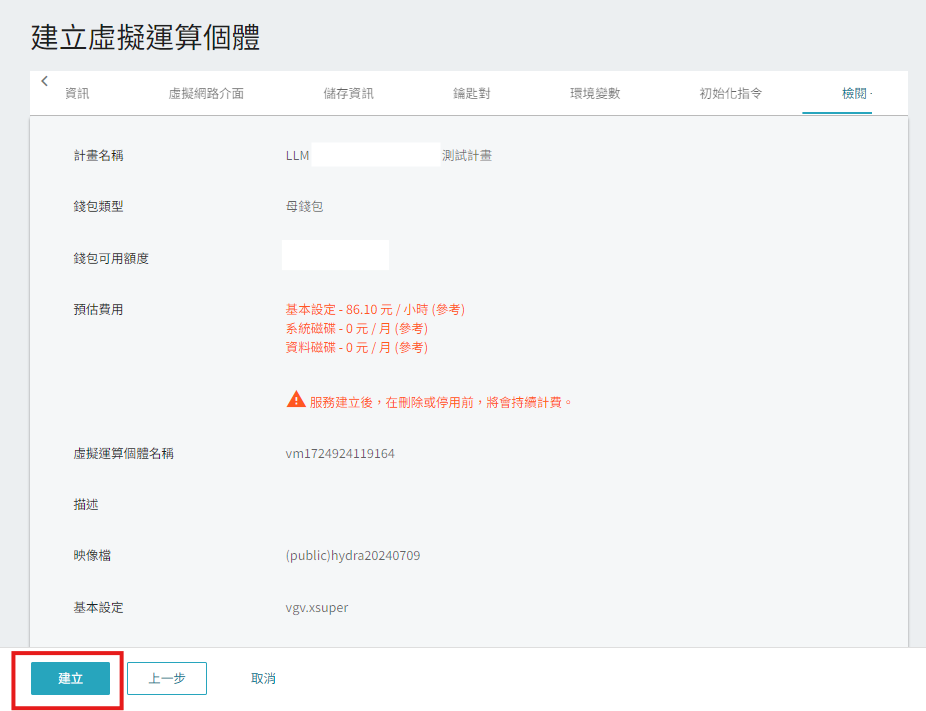 建立虛擬運算個體
資訊 虛擬網路介面 儲存資訊 鑰匙對 環境變數 初始化指令 檢閱
計畫名稱 LLM 測試計畫
錢包類型 母錢包
錢包可用額度
預估費用 基本設定 - 86.10 元 / 小時 (參考)
系統磁碟 - 0 元 / 月 (參考)
資料磁碟 - 0 元 / 月 (參考)
服務建立後，在刪除或停用前，將會持續計費。
虛擬運算個體名稱 vm1724924119164
描述
映像檔 (public)hydra20240709
基本設定 vgv.xsuper
建立 上一步 取消